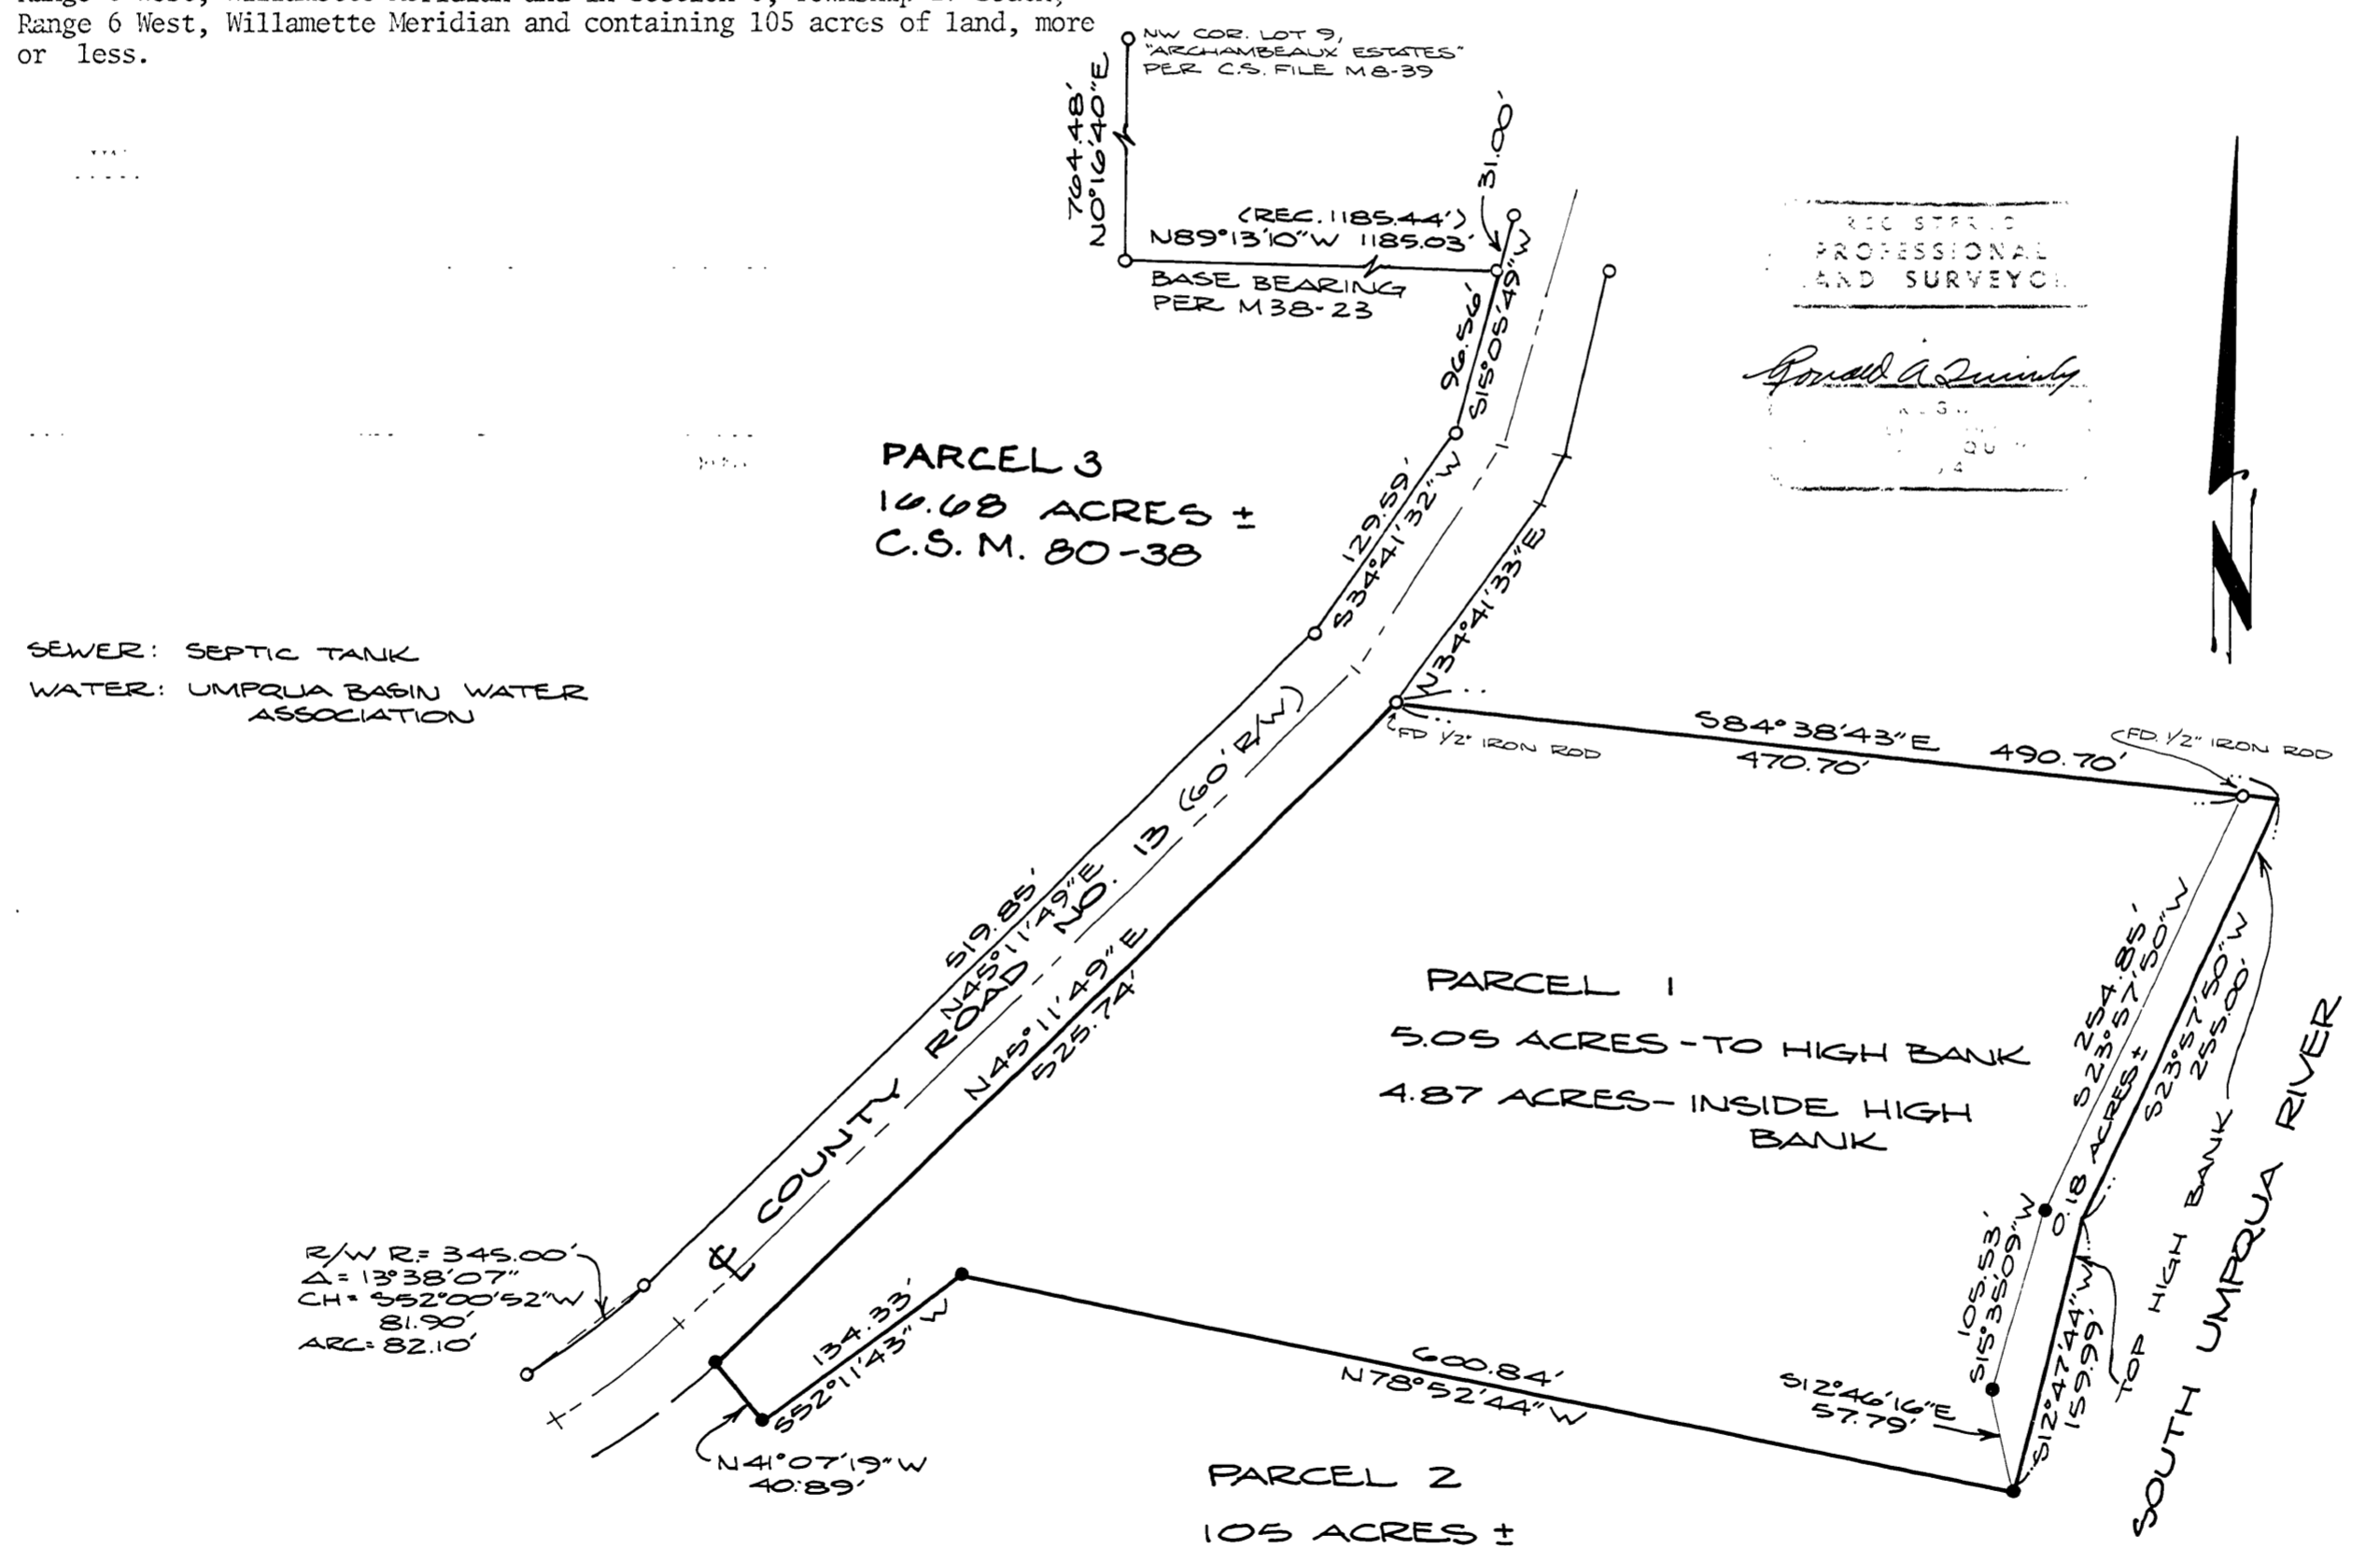 Range 6 West, Willamette Meridian and containing 105 acres of land, more
or less.
NW COR. LOT 9,
"ARCHAMBEAUX ESTATES"
PER C.S. FILE M8-39
764.48'
N0°16'40"E
31.00'
(REC. 1185.44')
N89°13'10"W 1185.03'
BASE BEARING
PER M38-23
96.56'
S15°05'49"W
PROFESSIONAL
LAND SURVEYOR
PARCEL 3
16.68 ACRES ±
C.S.M. 80-38
129.59'
S34°41'32"W
N34°41'33"E
N
SEWER: SEPTIC TANK
WATER: UMPQUA BASIN WATER
ASSOCIATION
FD 1/2" IRON ROD
S84°38'43"E 490.70'
470.70'
FD. 1/2" IRON ROD
519.85'
N45°11'49"E
℄ COUNTY ROAD NO. 13 (60' R/W)
N45°11'49"E
525.74'
PARCEL 1
5.05 ACRES - TO HIGH BANK
4.87 ACRES - INSIDE HIGH
BANK
254.85'
S23°57'50"W
S23°57'50"W
255.00'
0.18 ACRES ±
TOP HIGH BANK
SOUTH UMPQUA RIVER
105.53'
S15°35'09"W
S12°47'44"W
159.99'
S12°46'16"E
57.79'
R/W R.= 345.00'
Δ = 13°38'07"
CH= S52°00'52"W
81.90'
ARC= 82.10'
134.33'
S52°11'43"W
600.84'
N78°52'44"W
N41°07'19"W
40.89'
PARCEL 2
105 ACRES ±